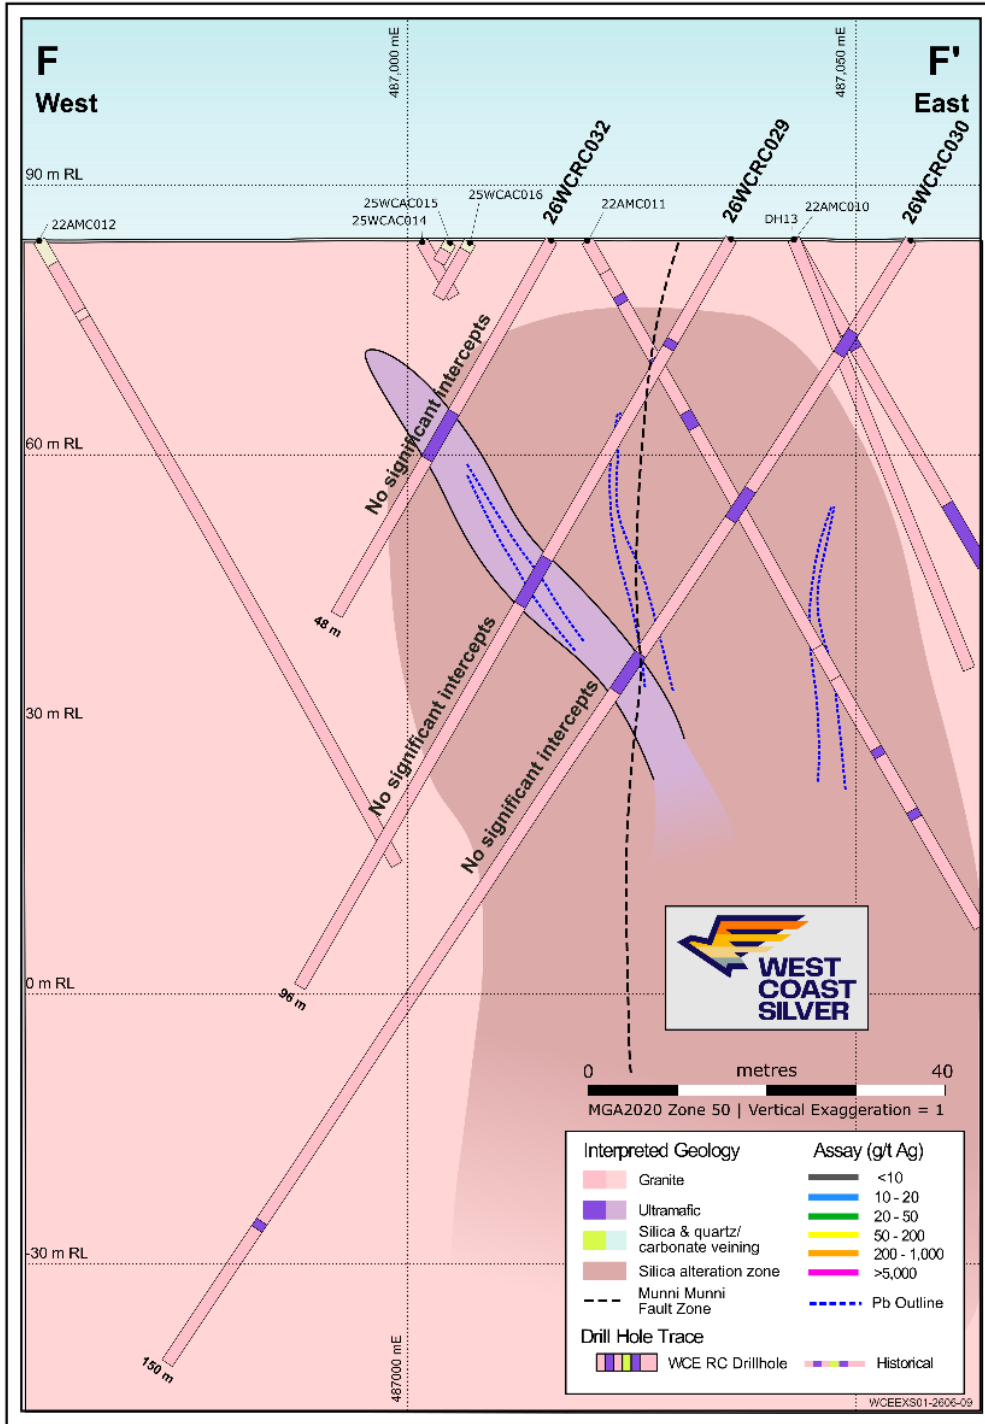 F
West
F'
East
487,000 mE
487,050 mE
90 m RL
26WCRC032
26WCRC029
26WCRC030
25WCAC015
25WCAC016
25WCAC014
22AMC012
22AMC011
DH13
22AMC010
No significant intercepts
60 m RL
48 m
No significant intercepts
No significant intercepts
30 m RL
0 m RL
96 m
WEST
COAST
SILVER
0 metres 40
MGA2020 Zone 50 | Vertical Exaggeration = 1
-30 m RL
150 m
487000 mE
Interpreted Geology
Granite
Ultramafic
Silica & quartz/
carbonate veining
Silica alteration zone
Munni Munni
Fault Zone
Assay (g/t Ag)
<10
10 - 20
20 - 50
50 - 200
200 - 1,000
>5,000
Pb Outline
Drill Hole Trace
WCE RC Drillhole
Historical
WCEEXS01-2606-09